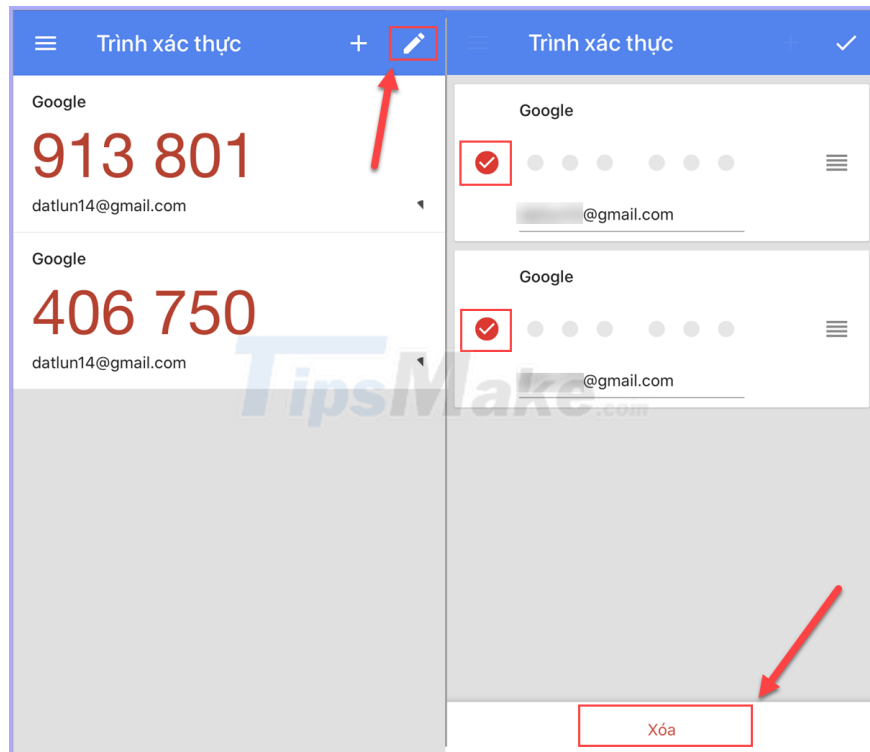 Trình xác thực
Google
913 801
datlun14@gmail.com
Google
406 750
datlun14@gmail.com
Trình xác thực
Google
@gmail.com
Google
@gmail.com
Xóa
TipsMake.com